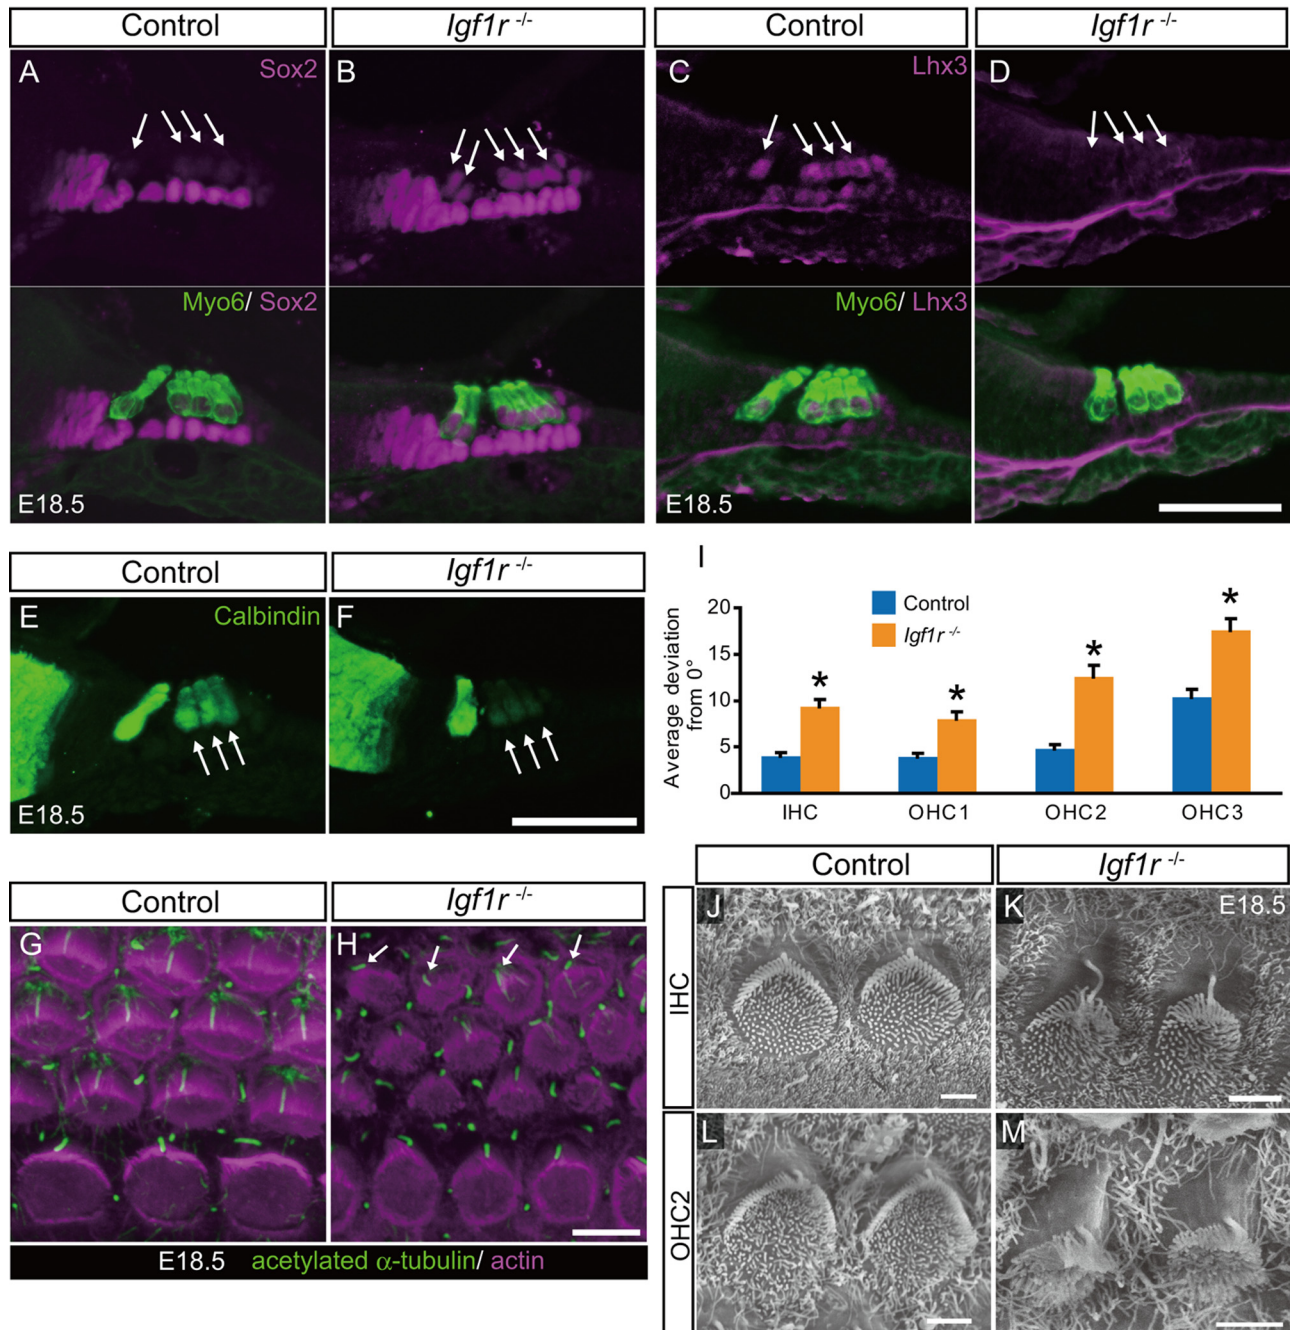 Control
Igf1r -/-
Control
Igf1r -/-
A
Sox2
B
C
Lhx3
D
Myo6/ Sox2
Myo6/ Lhx3
E18.5
E18.5
Control
Igf1r -/-
E
Calbindin
F
E18.5
I
Control
Igf1r -/-
Average deviation
from 0°
20
15
10
5
0
*
*
*
*
IHC
OHC1
OHC2
OHC3
Control
Igf1r -/-
G
H
E18.5 acetylated α-tubulin/ actin
Control
Igf1r -/-
IHC
J
K
E18.5
OHC2
L
M